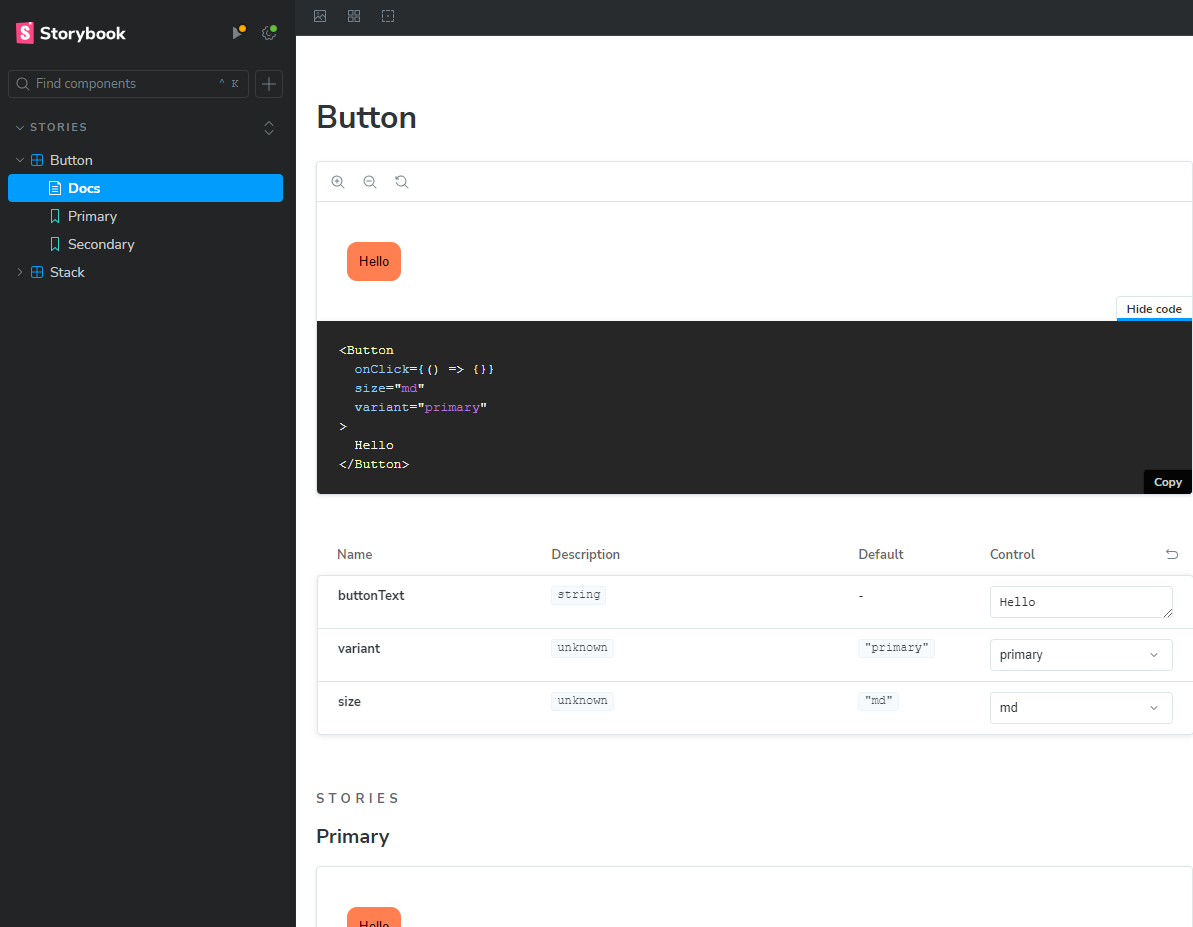 Storybook
Find components
^ K
STORIES
Button
Docs
Primary
Secondary
Stack
Button
Hello
Hide code
<Button
  onClick={() => {}}
  size="md"
  variant="primary"
>
  Hello
</Button>
Copy
Name Description Default Control
buttonText string - Hello
variant unknown "primary" primary
size unknown "md" md
STORIES
Primary
Hello